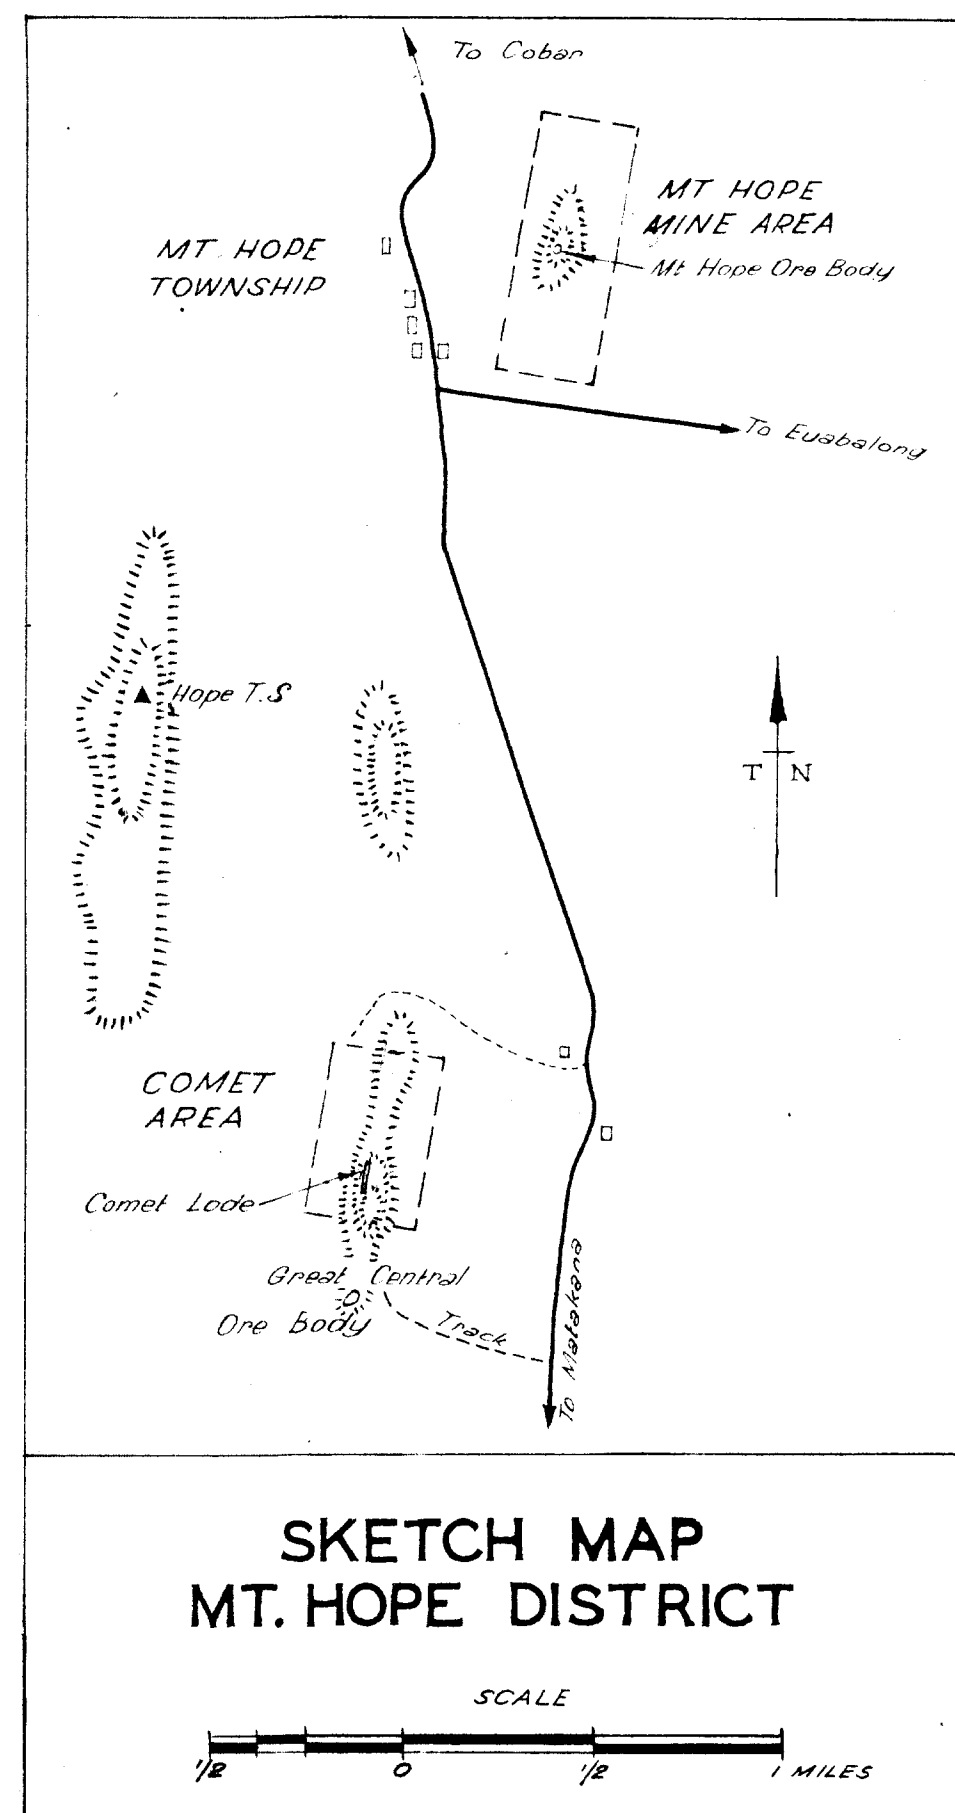 To Cobar
MT HOPE
MINE AREA
Mt Hope Ore Body
MT. HOPE
TOWNSHIP
To Euabalong
Hope T.S
T N
COMET
AREA
Comet Lode
Great Central
Ore Body
Track
To Matakana
SKETCH MAP
MT. HOPE DISTRICT
SCALE
1/2 0 1/2 1 MILES